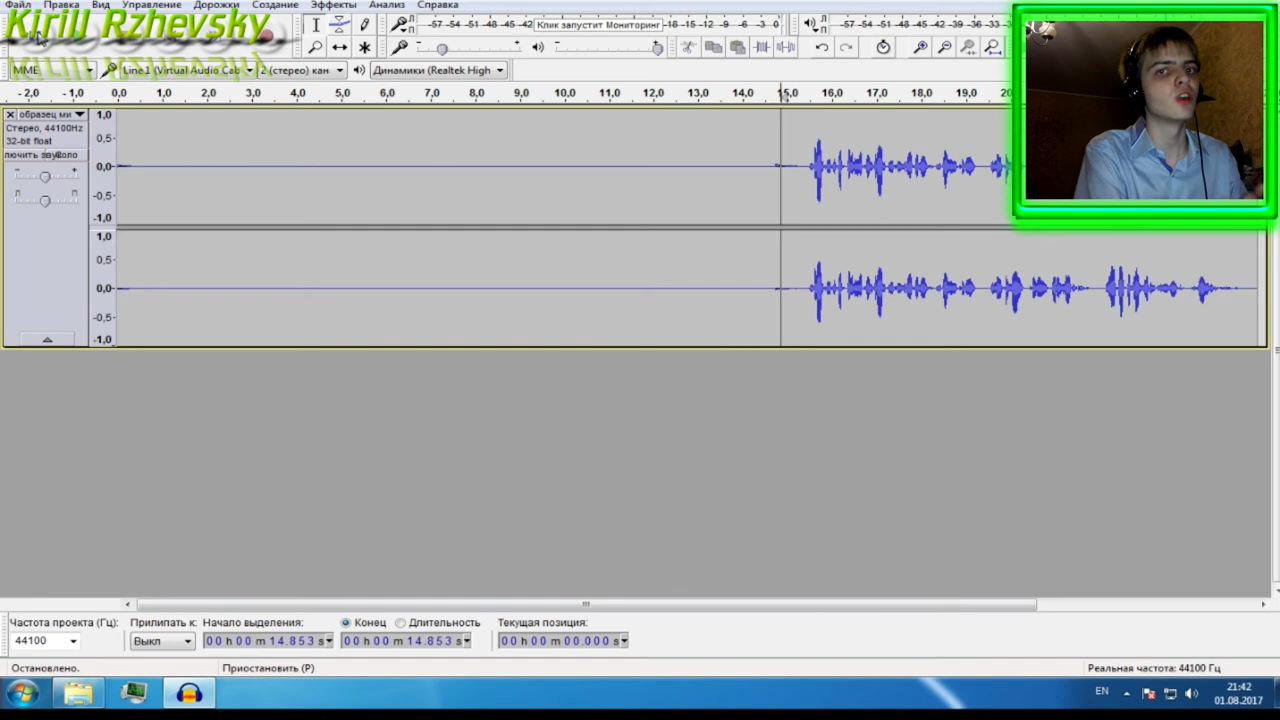 Файл Правка Вид Управление Дорожки Создание Эффекты Анализ Справка
Kirill Rzhevsky
-57 -54 -51 -48 -45 -42 Клик запустит Мониторинг -18 -15 -12 -9 -6 -3 0
-57 -54 -51 -48 -45 -42 -39 -36 -33
MME Line 1 (Virtual Audio Cab 2 (стерео) кан Динамики (Realtek High
-2,0 -1,0 0,0 1,0 2,0 3,0 4,0 5,0 6,0 7,0 8,0 9,0 10,0 11,0 12,0 13,0 14,0 15,0 16,0 17,0 18,0 19,0
образец ми
Стерео, 44100Hz
32-bit float
1,0
0,5-
0,0-
-0,5-
-1,0
1,0
0,5-
0,0-
-0,5-
-1,0
Частота проекта (Гц): Прилипать к: Начало выделения: Конец Длительность Текущая позиция:
44100 Выкл 00 h 00 m 14.853 s 00 h 00 m 14.853 s 00 h 00 m 00.000 s
Остановлено. Приостановить (P) Реальная частота: 44100 Гц
EN 21:42
01.08.2017